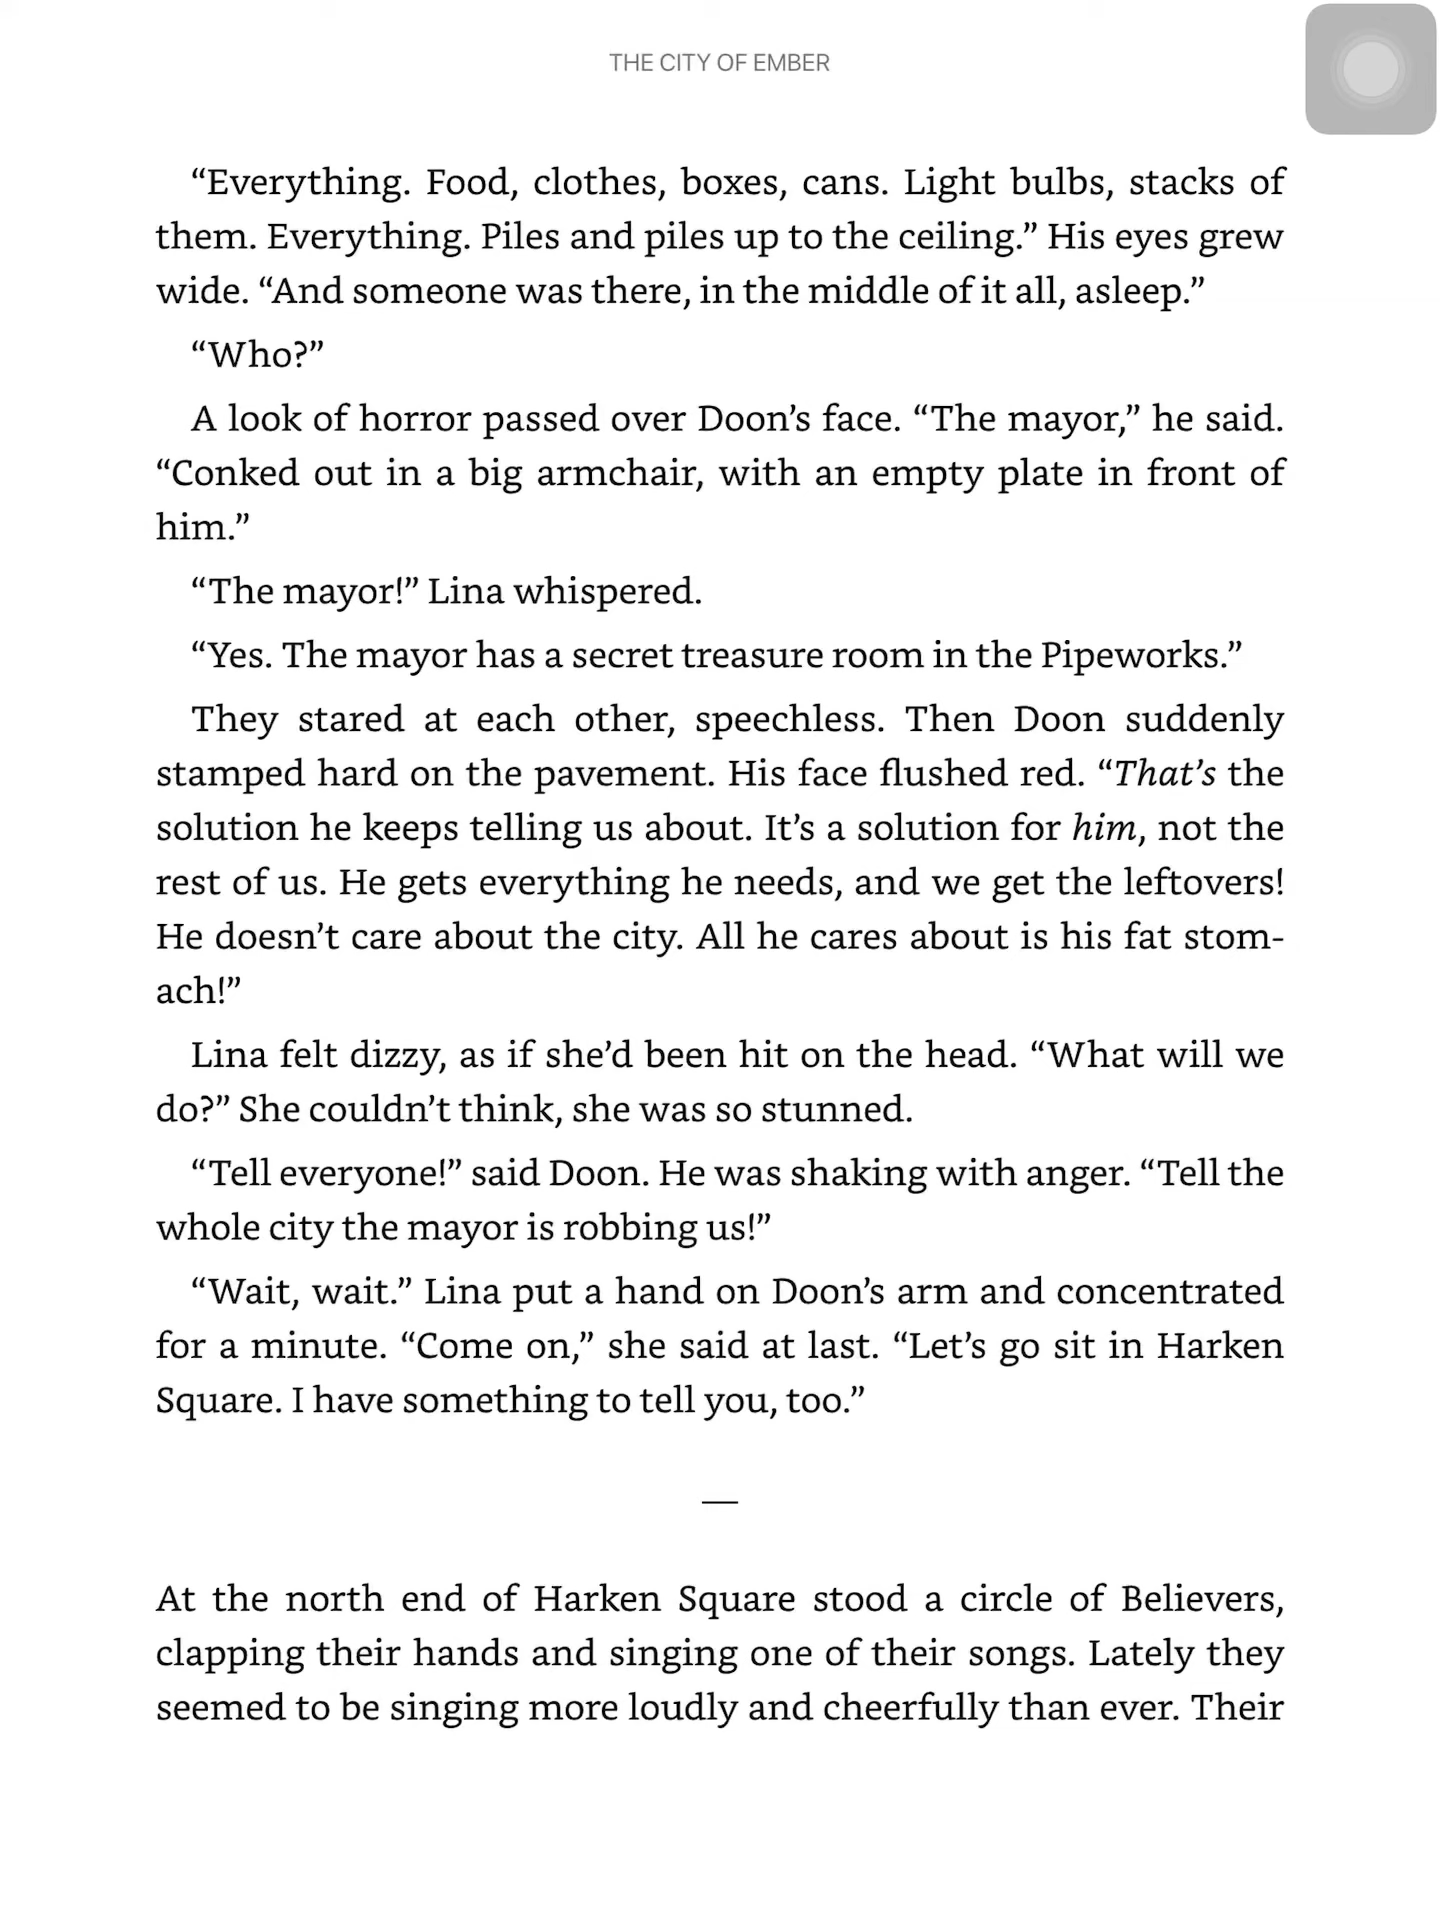 THE CITY OF EMBER
“Everything. Food, clothes, boxes, cans. Light bulbs, stacks of
them. Everything. Piles and piles up to the ceiling.” His eyes grew
wide. “And someone was there, in the middle of it all, asleep.”
“Who?”
A look of horror passed over Doon’s face. “The mayor,” he said.
“Conked out in a big armchair, with an empty plate in front of
him.”
“The mayor!” Lina whispered.
“Yes. The mayor has a secret treasure room in the Pipeworks.”
They stared at each other, speechless. Then Doon suddenly
stamped hard on the pavement. His face flushed red. “That’s the
solution he keeps telling us about. It’s a solution for him, not the
rest of us. He gets everything he needs, and we get the leftovers!
He doesn’t care about the city. All he cares about is his fat stom-
ach!”
Lina felt dizzy, as if she’d been hit on the head. “What will we
do?” She couldn’t think, she was so stunned.
“Tell everyone!” said Doon. He was shaking with anger. “Tell the
whole city the mayor is robbing us!”
“Wait, wait.” Lina put a hand on Doon’s arm and concentrated
for a minute. “Come on,” she said at last. “Let’s go sit in Harken
Square. I have something to tell you, too.”
—
At the north end of Harken Square stood a circle of Believers,
clapping their hands and singing one of their songs. Lately they
seemed to be singing more loudly and cheerfully than ever. Their